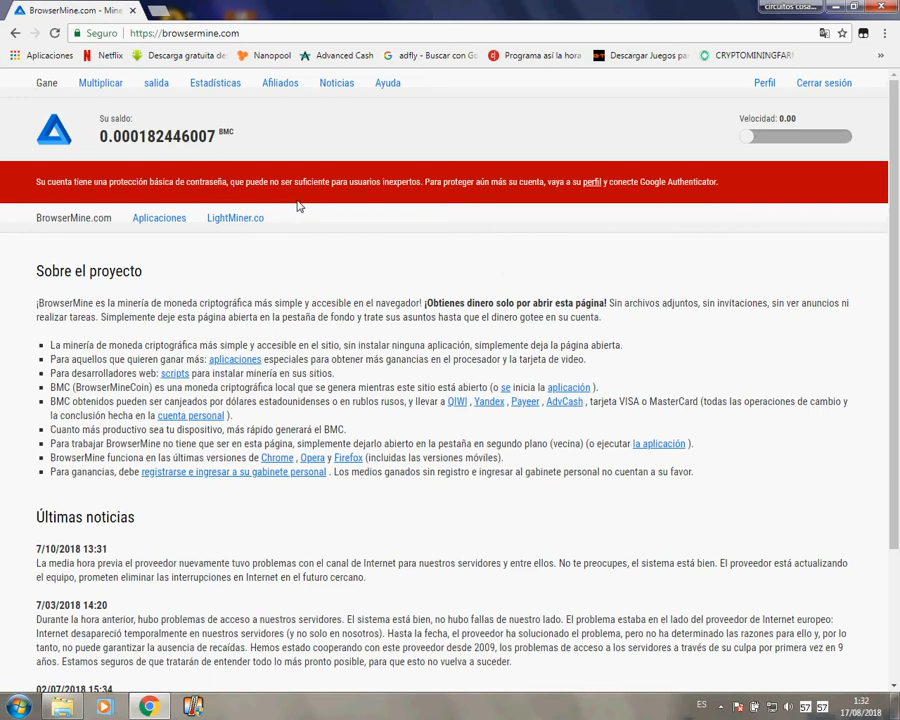 BrowserMine.com - Mine
circuitos cosa...
Seguro https://browsermine.com
Aplicaciones Netflix Descarga gratuita de Nanopool Advanced Cash adfly - Buscar con G Programa así la hora Descargar Juegos pa CRYPTOMININGFAR »
Gane Multiplicar salida Estadísticas Afiliados Noticias Ayuda Perfil Cerrar sesión
Su saldo:
0.000182446007 BMC
Velocidad: 0.00
Su cuenta tiene una protección básica de contraseña, que puede no ser suficiente para usuarios inexpertos. Para proteger aún más su cuenta, vaya a su perfil y conecte Google Authenticator.
BrowserMine.com Aplicaciones LightMiner.co
Sobre el proyecto
¡BrowserMine es la minería de moneda criptográfica más simple y accesible en el navegador! ¡Obtienes dinero solo por abrir esta página! Sin archivos adjuntos, sin invitaciones, sin ver anuncios ni
realizar tareas. Simplemente deje esta página abierta en la pestaña de fondo y trate sus asuntos hasta que el dinero gotee en su cuenta.
La minería de moneda criptográfica más simple y accesible en el sitio, sin instalar ninguna aplicación, simplemente deje la página abierta.
Para aquellos que quieren ganar más: aplicaciones especiales para obtener más ganancias en el procesador y la tarjeta de video.
Para desarrolladores web: scripts para instalar minería en sus sitios.
BMC (BrowserMineCoin) es una moneda criptográfica local que se genera mientras este sitio está abierto (o se inicia la aplicación ).
BMC obtenidos pueden ser canjeados por dólares estadounidenses o en rublos rusos, y llevar a QIWI , Yandex , Payeer , AdvCash , tarjeta VISA o MasterCard (todas las operaciones de cambio y
la conclusión hecha en la cuenta personal ).
Cuanto más productivo sea tu dispositivo, más rápido generará el BMC.
Para trabajar BrowserMine no tiene que ser en esta página, simplemente dejarlo abierto en la pestaña en segundo plano (vecina) (o ejecutar la aplicación ).
BrowserMine funciona en las últimas versiones de Chrome , Opera y Firefox (incluidas las versiones móviles).
Para ganancias, debe registrarse e ingresar a su gabinete personal . Los medios ganados sin registro e ingresar al gabinete personal no cuentan a su favor.
Últimas noticias
7/10/2018 13:31
La media hora previa el proveedor nuevamente tuvo problemas con el canal de Internet para nuestros servidores y entre ellos. No te preocupes, el sistema está bien. El proveedor está actualizando
el equipo, prometen eliminar las interrupciones en Internet en el futuro cercano.
7/03/2018 14:20
Durante la hora anterior, hubo problemas de acceso a nuestros servidores. El sistema está bien, no hubo fallas de nuestro lado. El problema estaba en el lado del proveedor de Internet europeo:
Internet desapareció temporalmente en nuestros servidores (y no solo en nosotros). Hasta la fecha, el proveedor ha solucionado el problema, pero no ha determinado las razones para ello y, por lo
tanto, no puede garantizar la ausencia de recaídas. Hemos estado cooperando con este proveedor desde 2009, los problemas de acceso a los servidores a través de su culpa por primera vez en 9
años. Estamos seguros de que tratarán de entender todo lo más pronto posible, para que esto no vuelva a suceder.
02/07/2018 15:34
ES 57 57 1:32
17/08/2018